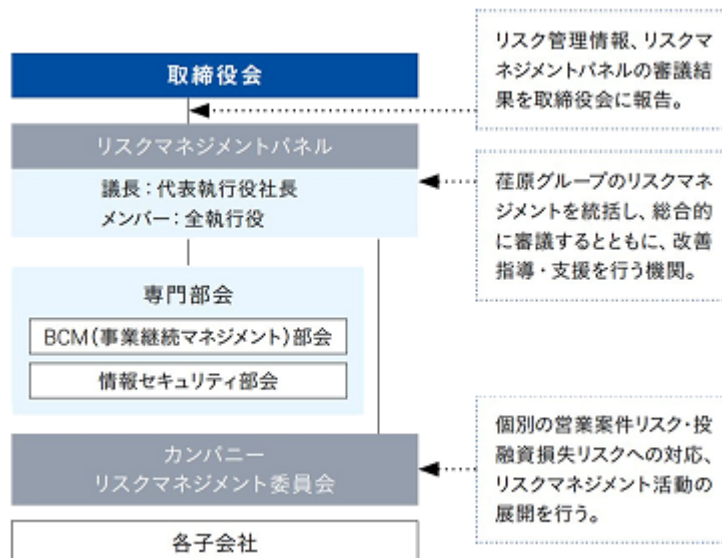 取締役会
リスク管理情報、リスクマ
ネジメントパネルの審議結
果を取締役会に報告。
リスクマネジメントパネル
議長：代表執行役社長
メンバー：全執行役
荏原グループのリスクマネ
ジメントを統括し、総合的
に審議するとともに、改善
指導・支援を行う機関。
専門部会
BCM（事業継続マネジメント）部会
情報セキュリティ部会
カンパニー
リスクマネジメント委員会
個別の営業案件リスク・投
融資損失リスクへの対応、
リスクマネジメント活動の
展開を行う。
各子会社